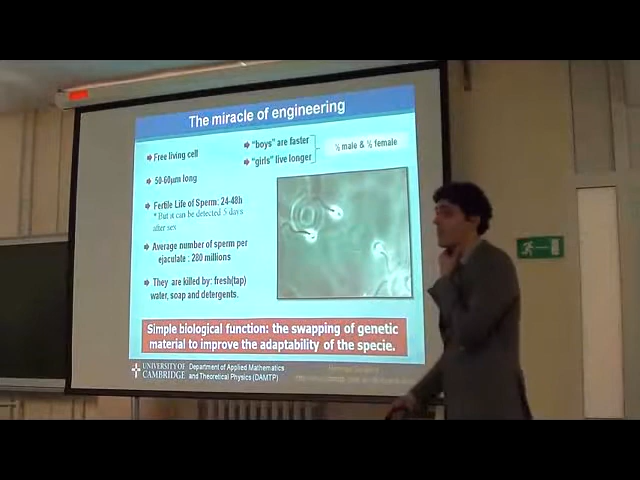 The miracle of engineering
Free living cell
50-60μm long
Fertile Life of Sperm: 24-48h
* But it can be detected 5 days
after sex
Average number of sperm per
ejaculate : 280 millions
They are killed by: fresh(tap)
water, soap and detergents.
"boys" are faster
"girls" live longer
½ male & ½ female
Simple biological function: the swapping of genetic
material to improve the adaptability of the specie.
UNIVERSITY OF
CAMBRIDGE
Department of Applied Mathematics
and Theoretical Physics (DAMTP)